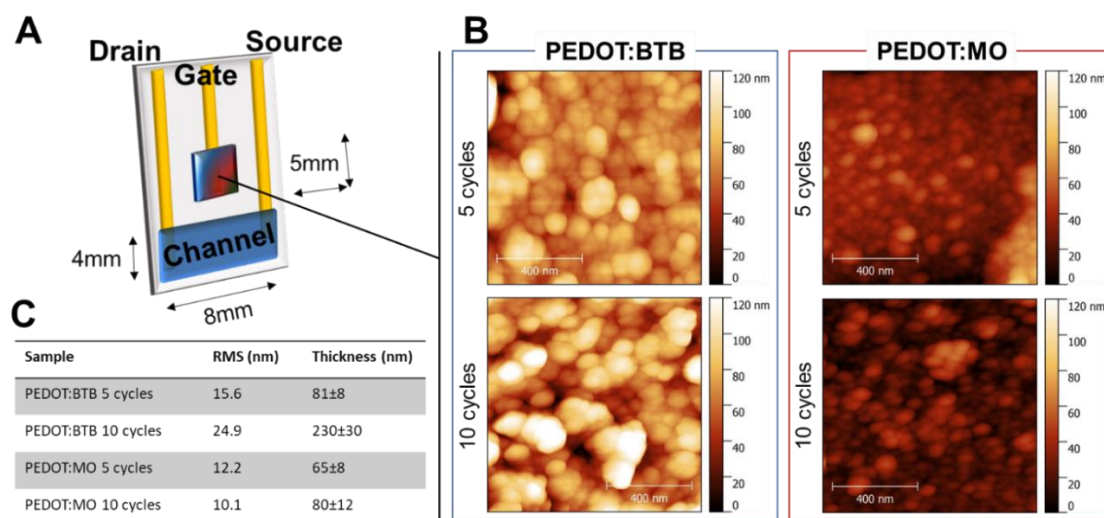 A
Drain
Source
Gate
5mm
Channel
4mm
8mm
B
PEDOT:BTB
PEDOT:MO
5 cycles
400 nm
120 nm
100
80
60
40
20
0
5 cycles
400 nm
120 nm
100
80
60
40
20
0
10 cycles
400 nm
120 nm
100
80
60
40
20
0
10 cycles
400 nm
120 nm
100
80
60
40
20
0
C
Sample RMS (nm) Thickness (nm)
PEDOT:BTB 5 cycles 15.6 81±8
PEDOT:BTB 10 cycles 24.9 230±30
PEDOT:MO 5 cycles 12.2 65±8
PEDOT:MO 10 cycles 10.1 80±12